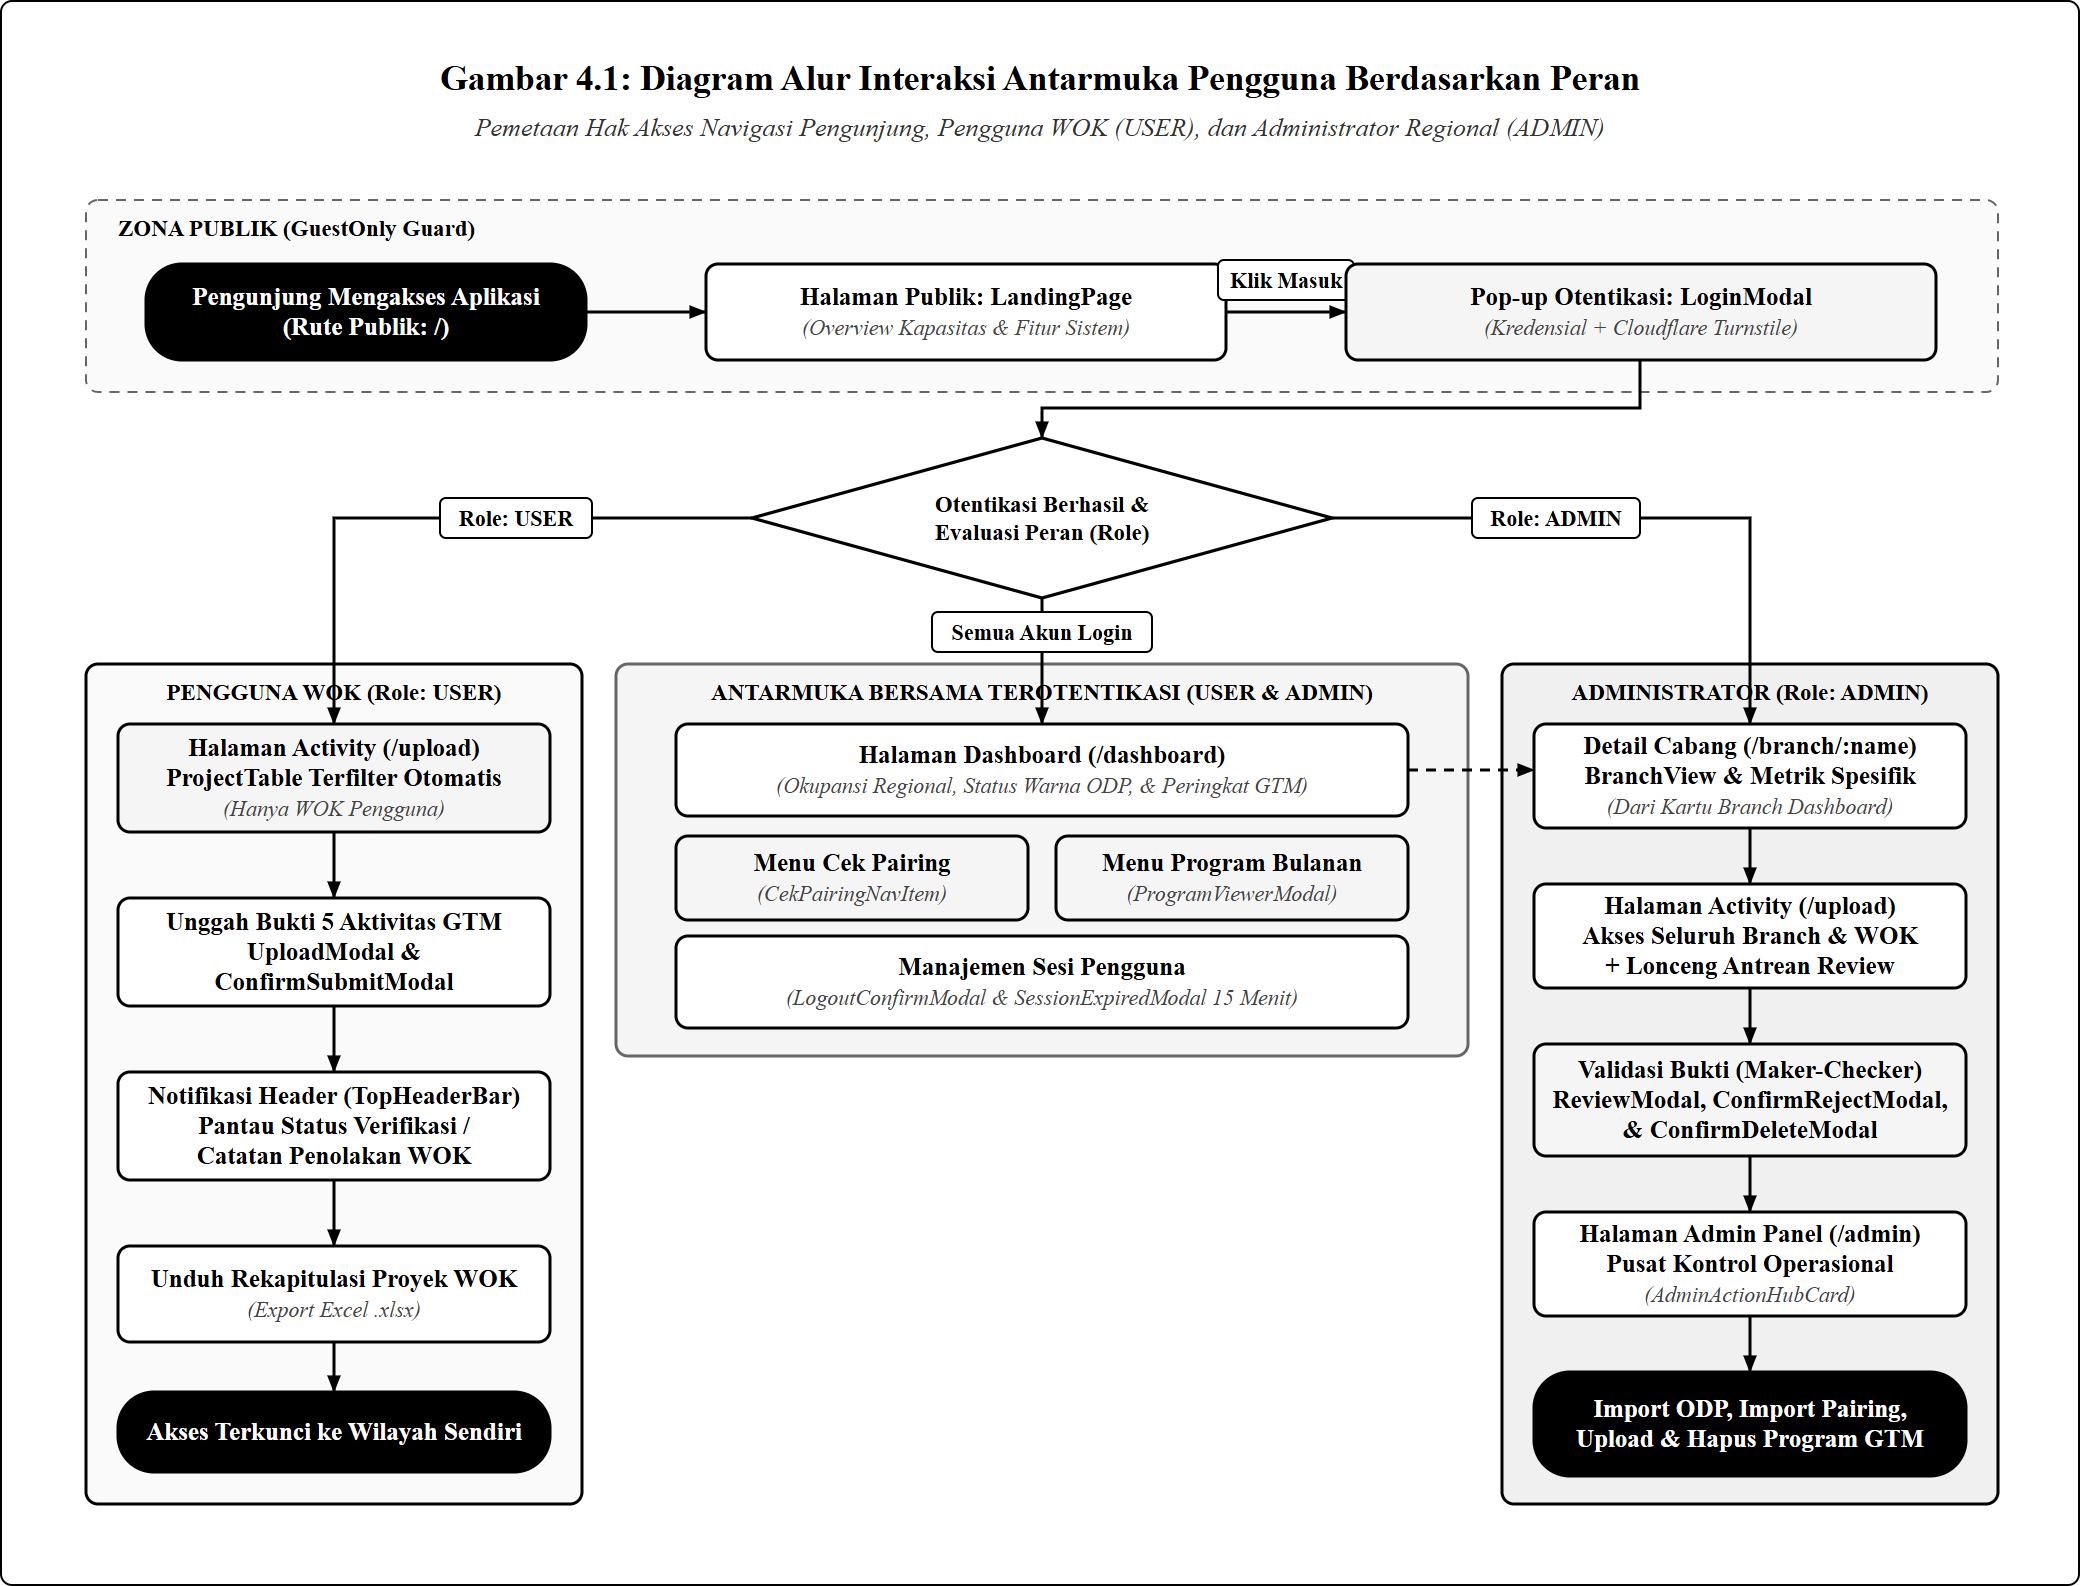 Gambar 4.1: Diagram Alur Interaksi Antarmuka Pengguna Berdasarkan Peran
Pemetaan Hak Akses Navigasi Pengunjung, Pengguna WOK (USER), dan Administrator Regional (ADMIN)
ZONA PUBLIK (GuestOnly Guard)
Pengunjung Mengakses Aplikasi
(Rute Publik: /)
Halaman Publik: LandingPage
(Overview Kapasitas & Fitur Sistem)
Klik Masuk
Pop-up Otentikasi: LoginModal
(Kredensial + Cloudflare Turnstile)
Otentikasi Berhasil &
Evaluasi Peran (Role)
Role: USER
Semua Akun Login
Role: ADMIN
PENGGUNA WOK (Role: USER)
Halaman Activity (/upload)
ProjectTable Terfilter Otomatis
(Hanya WOK Pengguna)
Unggah Bukti 5 Aktivitas GTM
UploadModal &
ConfirmSubmitModal
Notifikasi Header (TopHeaderBar)
Pantau Status Verifikasi /
Catatan Penolakan WOK
Unduh Rekapitulasi Proyek WOK
(Export Excel .xlsx)
Akses Terkunci ke Wilayah Sendiri
ANTARMUKA BERSAMA TEROTENTIKASI (USER & ADMIN)
Halaman Dashboard (/dashboard)
(Okupansi Regional, Status Warna ODP, & Peringkat GTM)
Menu Cek Pairing
(CekPairingNavItem)
Menu Program Bulanan
(ProgramViewerModal)
Manajemen Sesi Pengguna
(LogoutConfirmModal & SessionExpiredModal 15 Menit)
ADMINISTRATOR (Role: ADMIN)
Detail Cabang (/branch/:name)
BranchView & Metrik Spesifik
(Dari Kartu Branch Dashboard)
Halaman Activity (/upload)
Akses Seluruh Branch & WOK
+ Lonceng Antrean Review
Validasi Bukti (Maker-Checker)
ReviewModal, ConfirmRejectModal,
& ConfirmDeleteModal
Halaman Admin Panel (/admin)
Pusat Kontrol Operasional
(AdminActionHubCard)
Import ODP, Import Pairing,
Upload & Hapus Program GTM